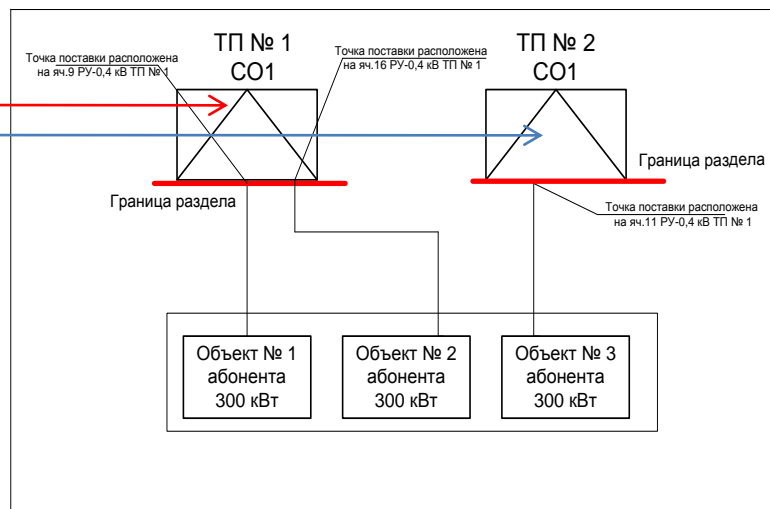 ТП № 1
СО1
Точка поставки расположена
на яч.9 РУ-0,4 кВ ТП № 1
Точка поставки расположена
на яч.16 РУ-0,4 кВ ТП № 1
ТП № 2
СО1
Граница раздела
Граница раздела
Точка поставки расположена
на яч.11 РУ-0,4 кВ ТП № 1
Объект № 1
абонента
300 кВт
Объект № 2
абонента
300 кВт
Объект № 3
абонента
300 кВт